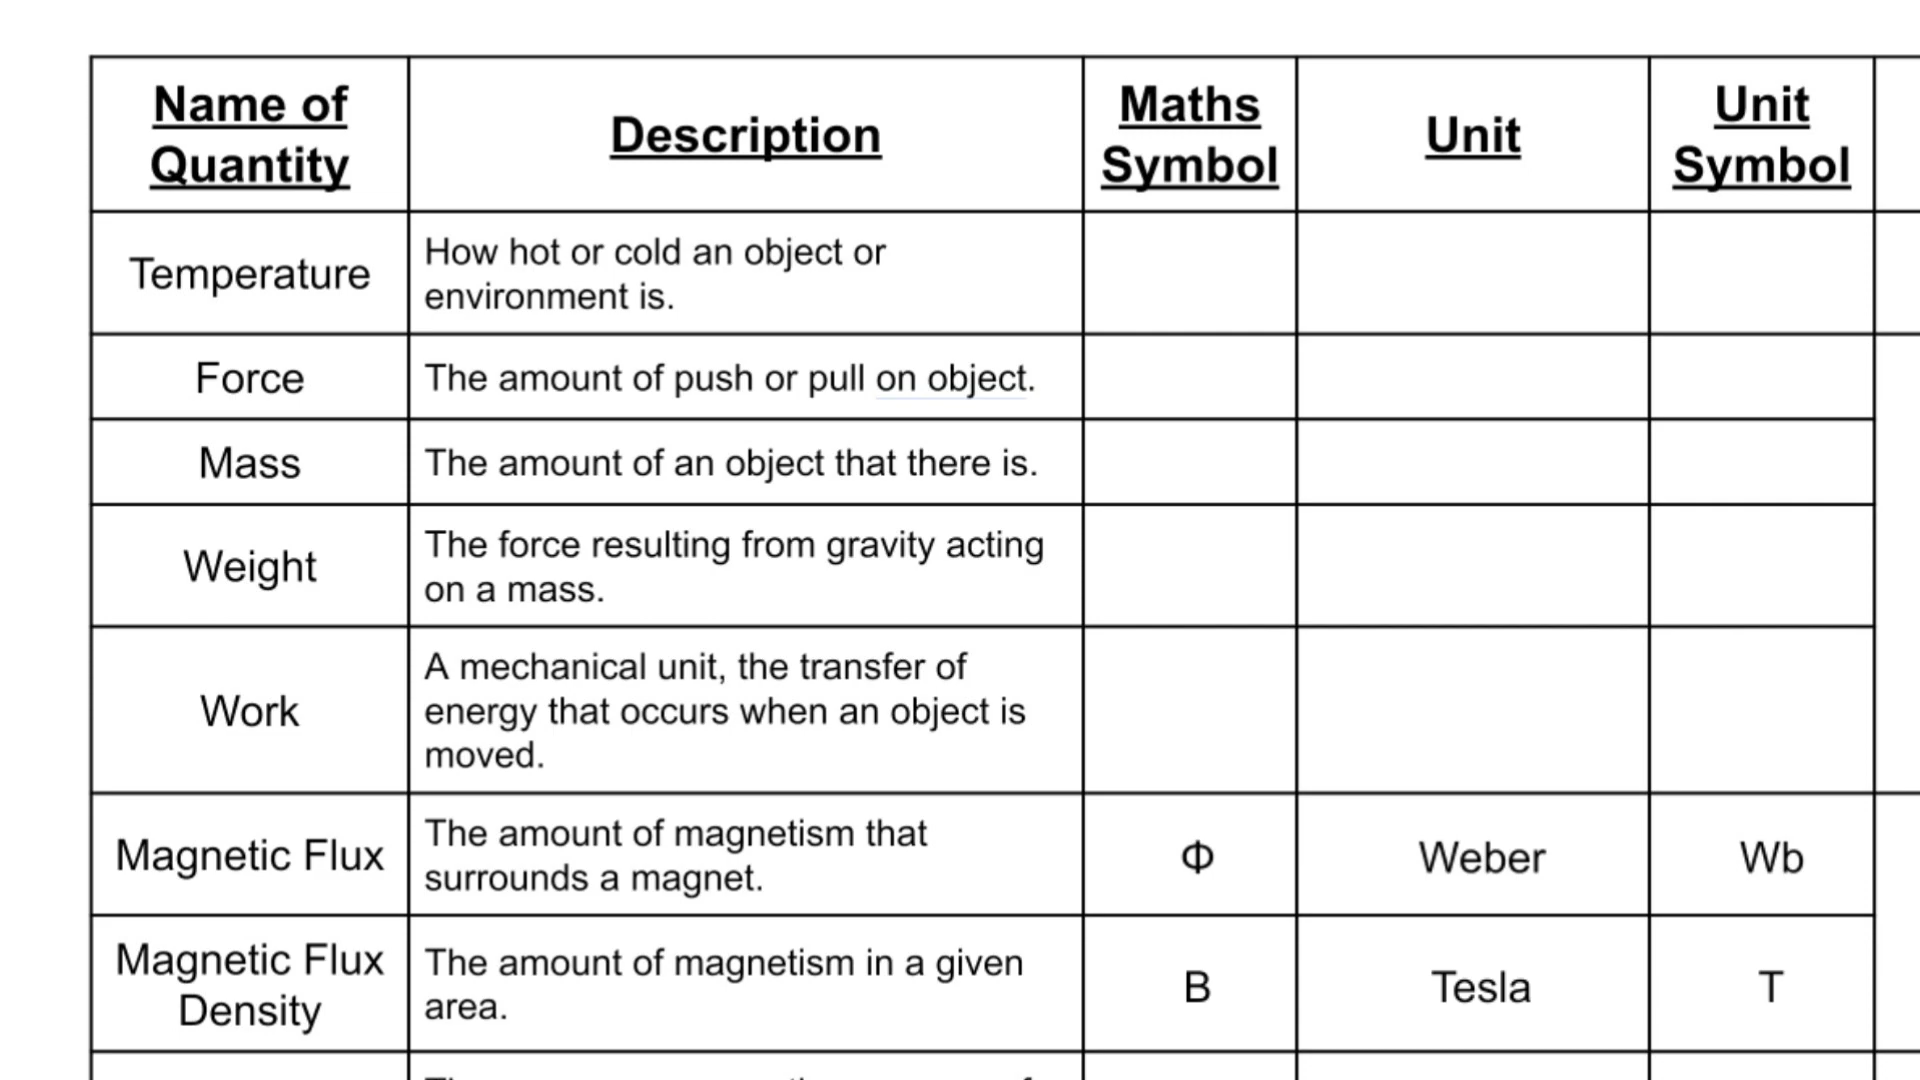 Name of
Quantity
Description
Maths
Symbol
Unit
Unit
Symbol
Temperature
How hot or cold an object or
environment is.
Force
The amount of push or pull on object.
Mass
The amount of an object that there is.
Weight
The force resulting from gravity acting
on a mass.
Work
A mechanical unit, the transfer of
energy that occurs when an object is
moved.
Magnetic Flux
The amount of magnetism that
surrounds a magnet.
Φ
Weber
Wb
Magnetic Flux
Density
The amount of magnetism in a given
area.
B
Tesla
T